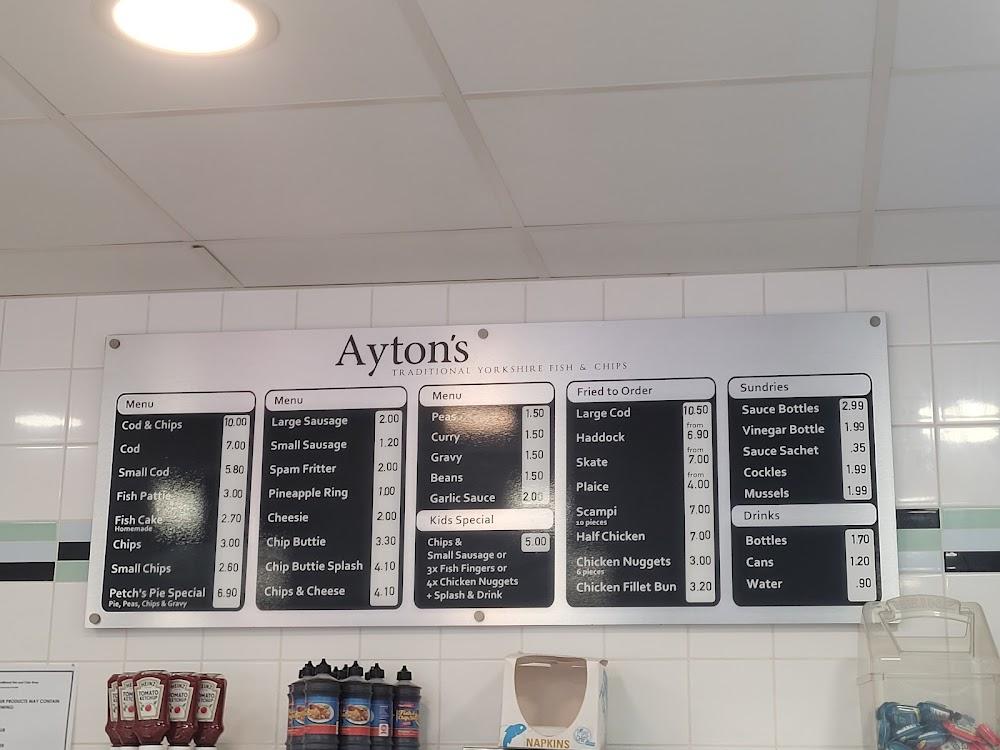 Ayton's
TRADITIONAL YORKSHIRE FISH & CHIPS
Menu
Cod & Chips 10.00
Cod 7.00
Small Cod 5.80
Fish Pattie 3.00
Fish Cake 2.70
Homemade
Chips 3.00
Small Chips 2.60
Petch's Pie Special 6.90
Pie, Peas, Chips & Gravy
Menu
Large Sausage 2.00
Small Sausage 1.20
Spam Fritter 2.00
Pineapple Ring 1.00
Cheesie 2.00
Chip Buttie 3.30
Chip Buttie Splash 4.10
Chips & Cheese 4.10
Menu
Peas 1.50
Curry 1.50
Gravy 1.50
Beans 1.50
Garlic Sauce 2.00
Kids Special
Chips & 5.00
Small Sausage or
3x Fish Fingers or
4x Chicken Nuggets
+ Splash & Drink
Fried to Order
Large Cod 10.50
Haddock from 6.90
Skate from 7.00
Plaice from 4.00
Scampi 7.00
10 pieces
Half Chicken 7.00
Chicken Nuggets 3.00
6 pieces
Chicken Fillet Bun 3.20
Sundries
Sauce Bottles 2.99
Vinegar Bottle 1.99
Sauce Sachet .35
Cockles 1.99
Mussels 1.99
Drinks
Bottles 1.70
Cans 1.20
Water .90
PRODUCTS MAY CONTAIN
HEINZ
TOMATO
KETCHUP
HEINZ
TOMATO
KETCHUP
NAPKINS